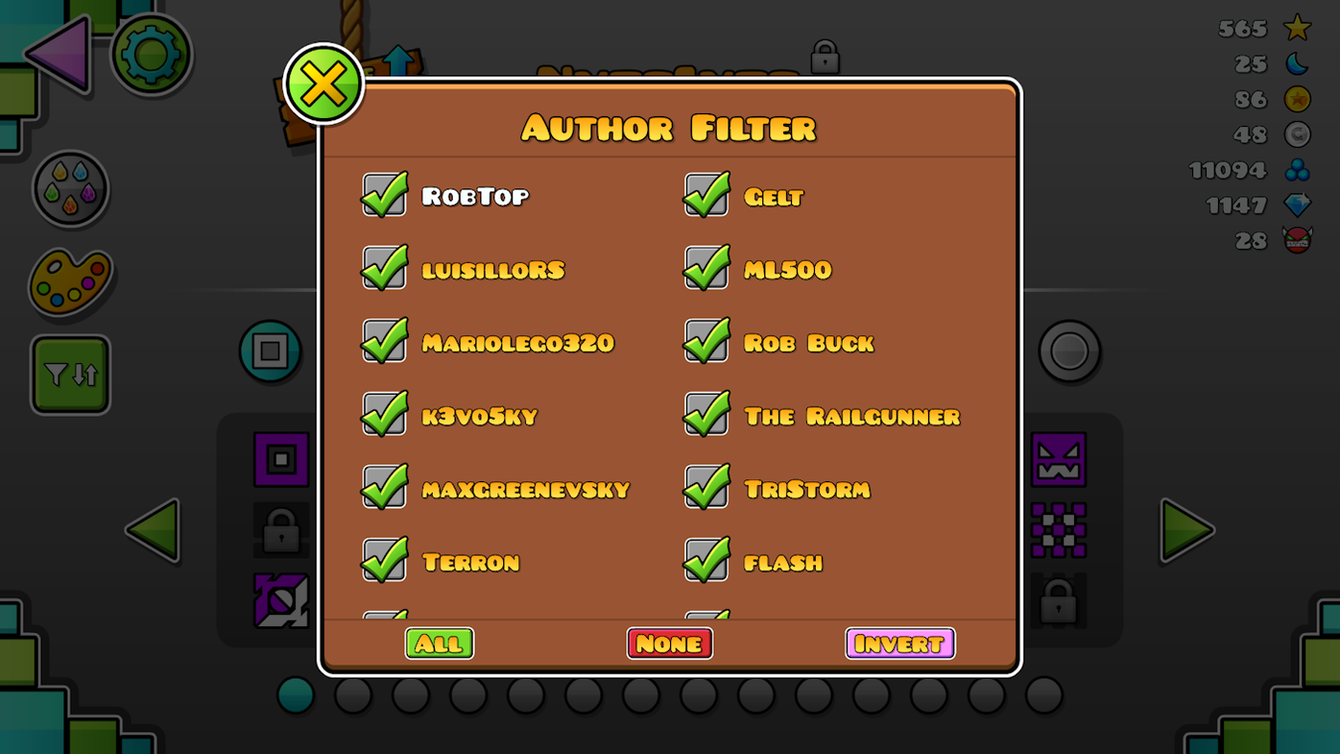 565
25
86
48
11094
1147
28
Author Filter
RobTop
Gelt
luisilloRS
ML500
Mariolego320
Rob Buck
k3vo5ky
The Railgunner
maxgreenevsky
TriStorm
Terron
flash
All
None
Invert